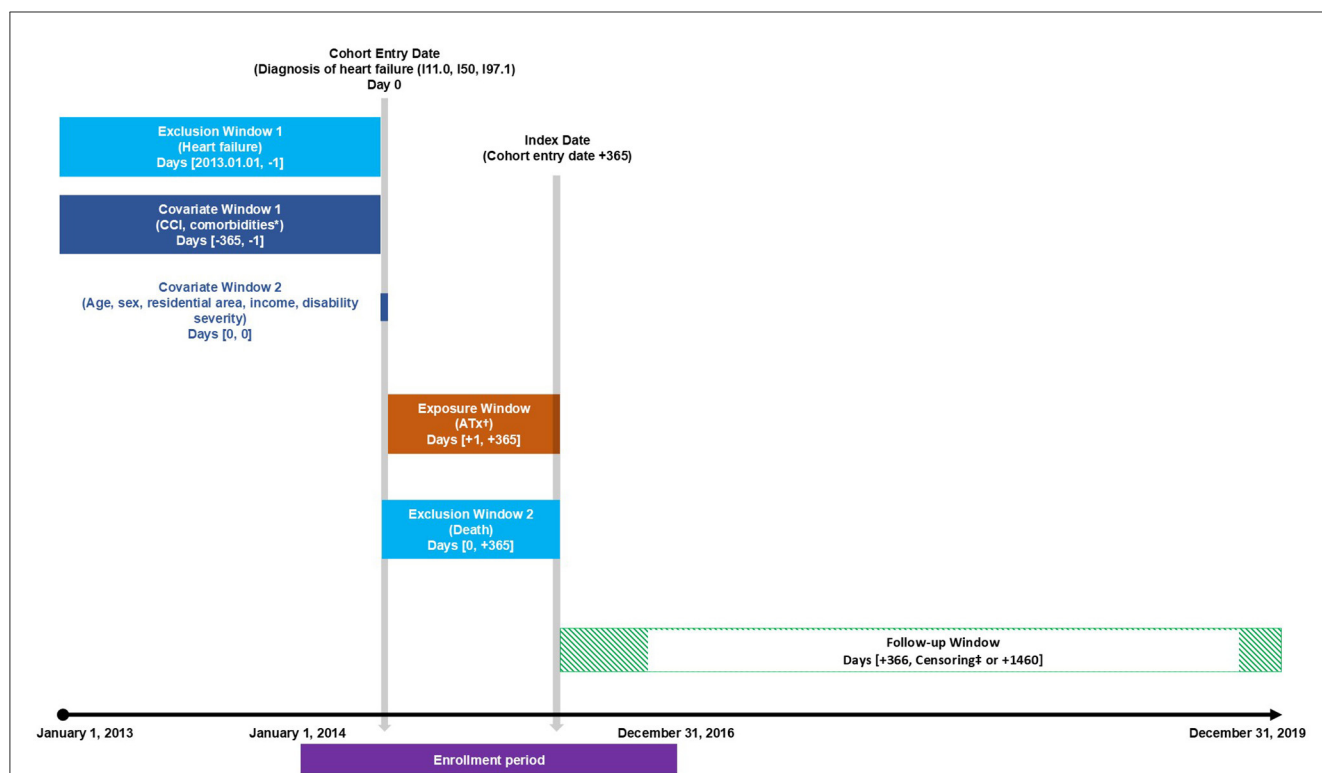 Cohort Entry Date
(Diagnosis of heart failure (I11.0, I50, I97.1)
Day 0
Exclusion Window 1
(Heart failure)
Days [2013.01.01, -1]
Index Date
(Cohort entry date +365)
Covariate Window 1
(CCI, comorbidities*)
Days [-365, -1]
Covariate Window 2
(Age, sex, residential area, income, disability
severity)
Days [0, 0]
Exposure Window
(ATx†)
Days [+1, +365]
Exclusion Window 2
(Death)
Days [0, +365]
Follow-up Window
Days [+366, Censoring‡ or +1460]
January 1, 2013
January 1, 2014
December 31, 2016
December 31, 2019
Enrollment period